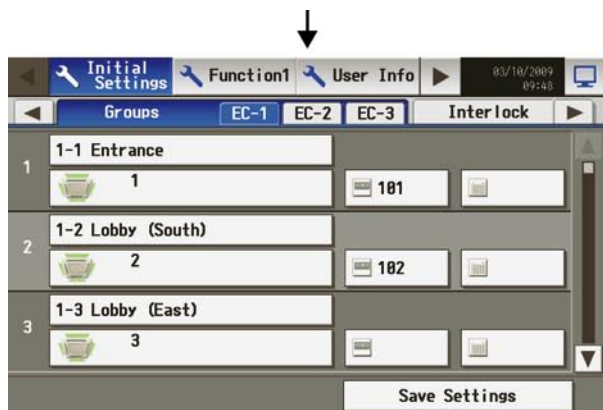 Initial
Settings
Function1
User Info
03/10/2009
09:48
Groups
EC-1
EC-2
EC-3
Interlock
1
1-1 Entrance
1
101
2
1-2 Lobby (South)
2
102
3
1-3 Lobby (East)
3
Save Settings